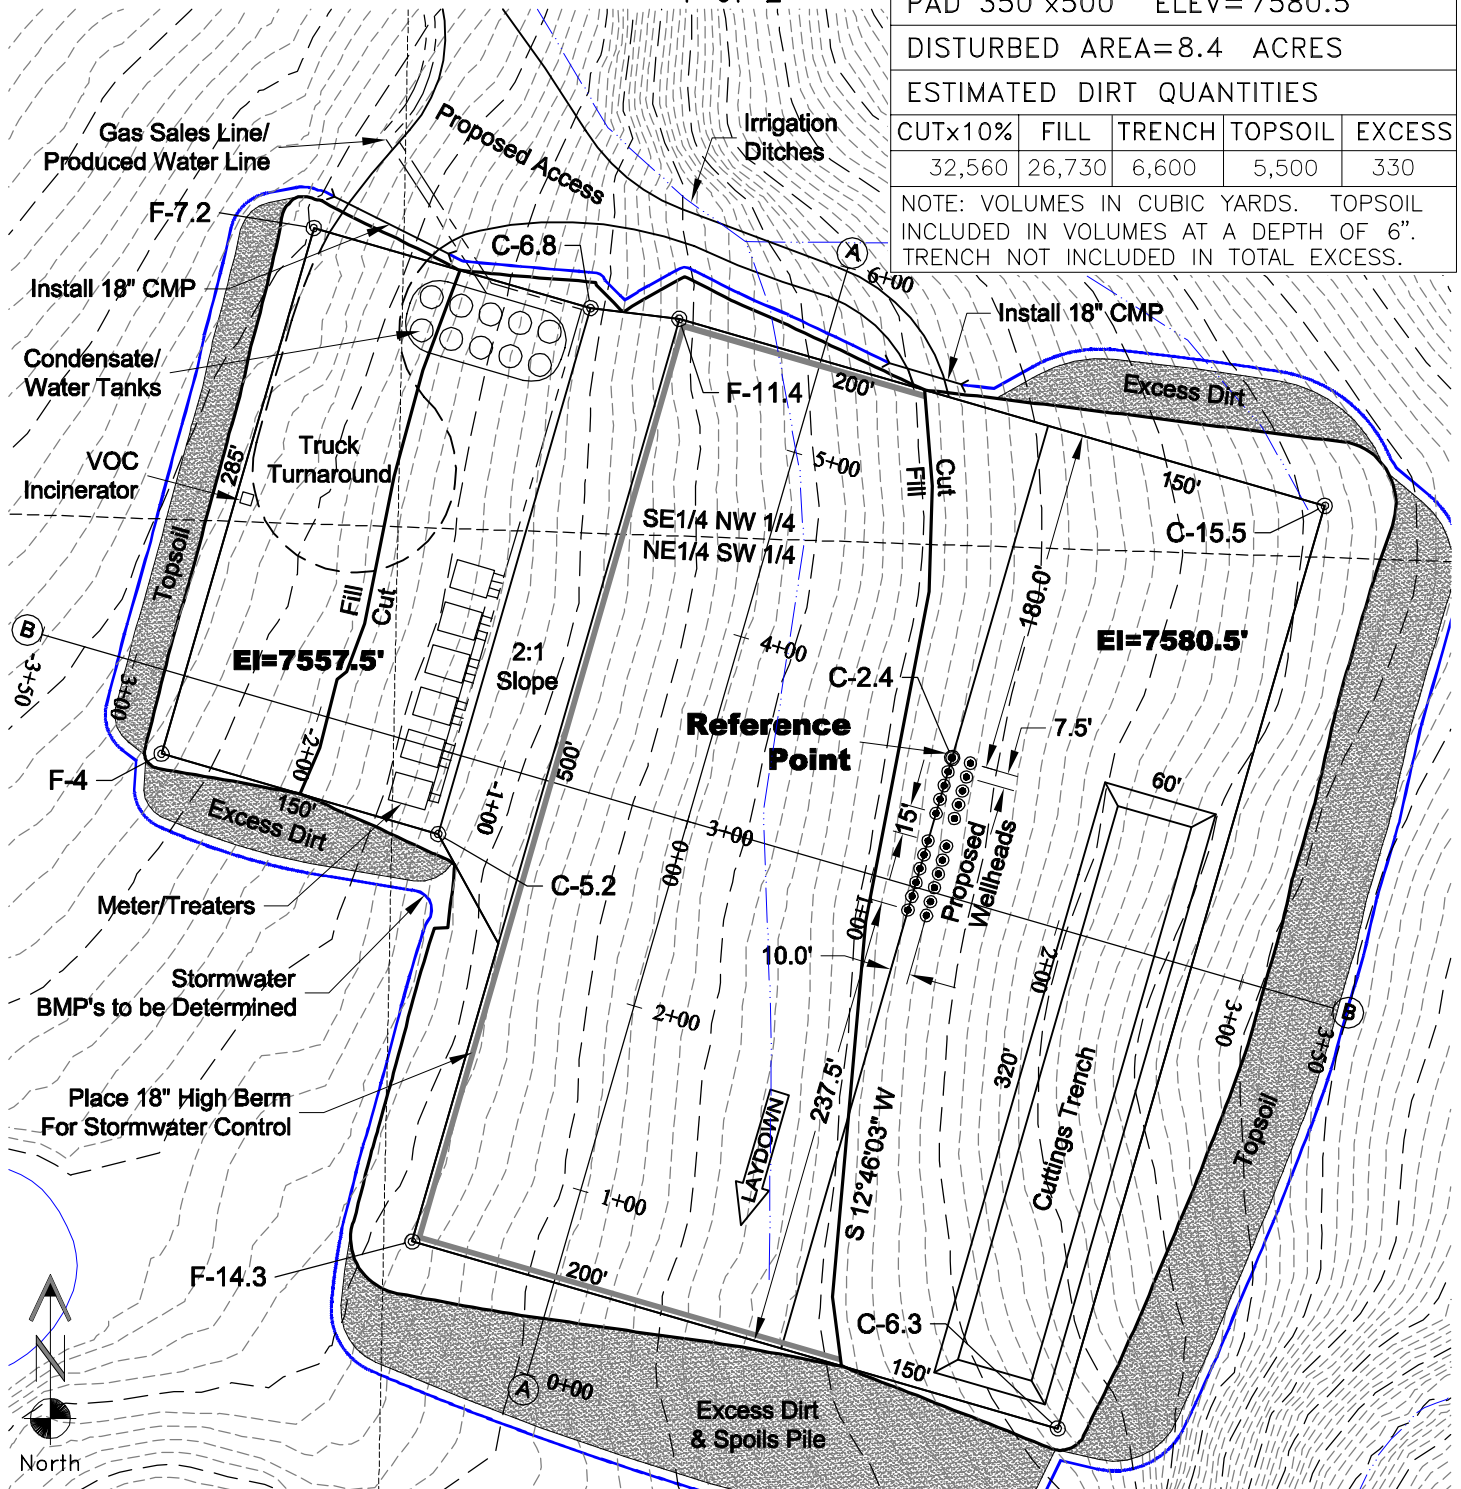 PAD 350'x500' ELEV=7580.5'
DISTURBED AREA=8.4 ACRES
ESTIMATED DIRT QUANTITIES
CUTx10% FILL TRENCH TOPSOIL EXCESS
32,560 26,730 6,600 5,500 330
NOTE: VOLUMES IN CUBIC YARDS. TOPSOIL
INCLUDED IN VOLUMES AT A DEPTH OF 6".
TRENCH NOT INCLUDED IN TOTAL EXCESS.
Gas Sales Line/
Produced Water Line
Proposed Access
Irrigation
Ditches
F-7.2
C-6.8
A
6+00
Install 18" CMP
Install 18" CMP
Condensate/
Water Tanks
F-11.4
200'
Excess Dirt
Truck
Turnaround
VOC
Incinerator
285'
5+00
Cut
Fill
150'
C-15.5
SE1/4 NW 1/4
NE1/4 SW 1/4
Topsoil
Fill
Cut
180.0'
B
-3+50
3+00
El=7557.5'
2:1
Slope
4+00
El=7580.5'
C-2.4
Reference
Point
7.5'
F-4
-2+00
500'
60'
150'
Excess Dirt
-1+00
3+00
15'
0+00
Proposed
Wellheads
C-5.2
Meter/Treaters
1+00
10.0'
2+00
Stormwater
BMP's to be Determined
2+00
3+00
B
3+50
Place 18" High Berm
For Stormwater Control
237.5'
320'
LAYDOWN
S 12°46'03" W
Cuttings Trench
Topsoil
1+00
F-14.3
200'
C-6.3
150'
A
0+00
Excess Dirt
& Spoils Pile
N
North